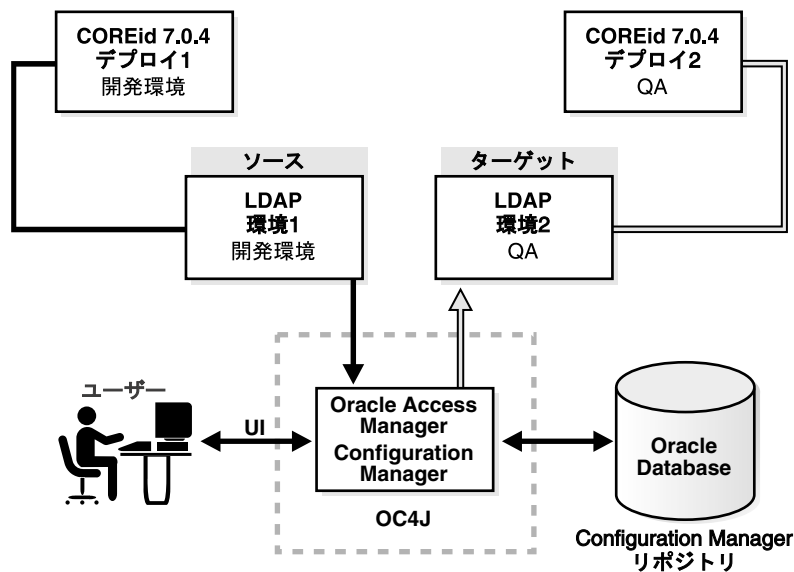 COREid 7.0.4
デプロイ1
開発環境
COREid 7.0.4
デプロイ2
QA
ソース
LDAP
環境1
開発環境
ターゲット
LDAP
環境2
QA
ユーザー
UI
Oracle Access
Manager
Configuration
Manager
OC4J
Oracle
Database
Configuration Manager
リポジトリ